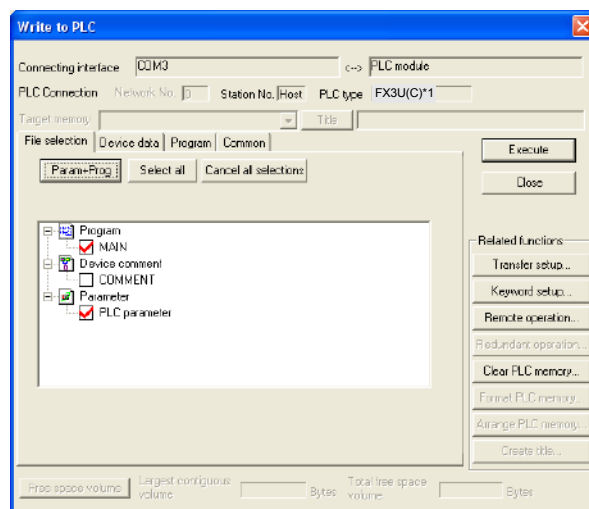 Write to PLC
Connecting interface COM3 <--> PLC module
PLC Connection Network No. 0 Station No. Host PLC type FX3U(C)*1
Target memory Title
File selection Device data Program Common
Execute
Param+Prog Select all Cancel all selections
Close
Program
MAIN
Device comment
COMMENT
Parameter
PLC parameter
Related functions
Transfer setup...
Keyword setup...
Remote operation...
Redundant operation...
Clear PLC memory...
Format PLC memory...
Arrange PLC memory...
Create title...
Free space volume Largest contiguous volume Bytes Total free space volume Bytes